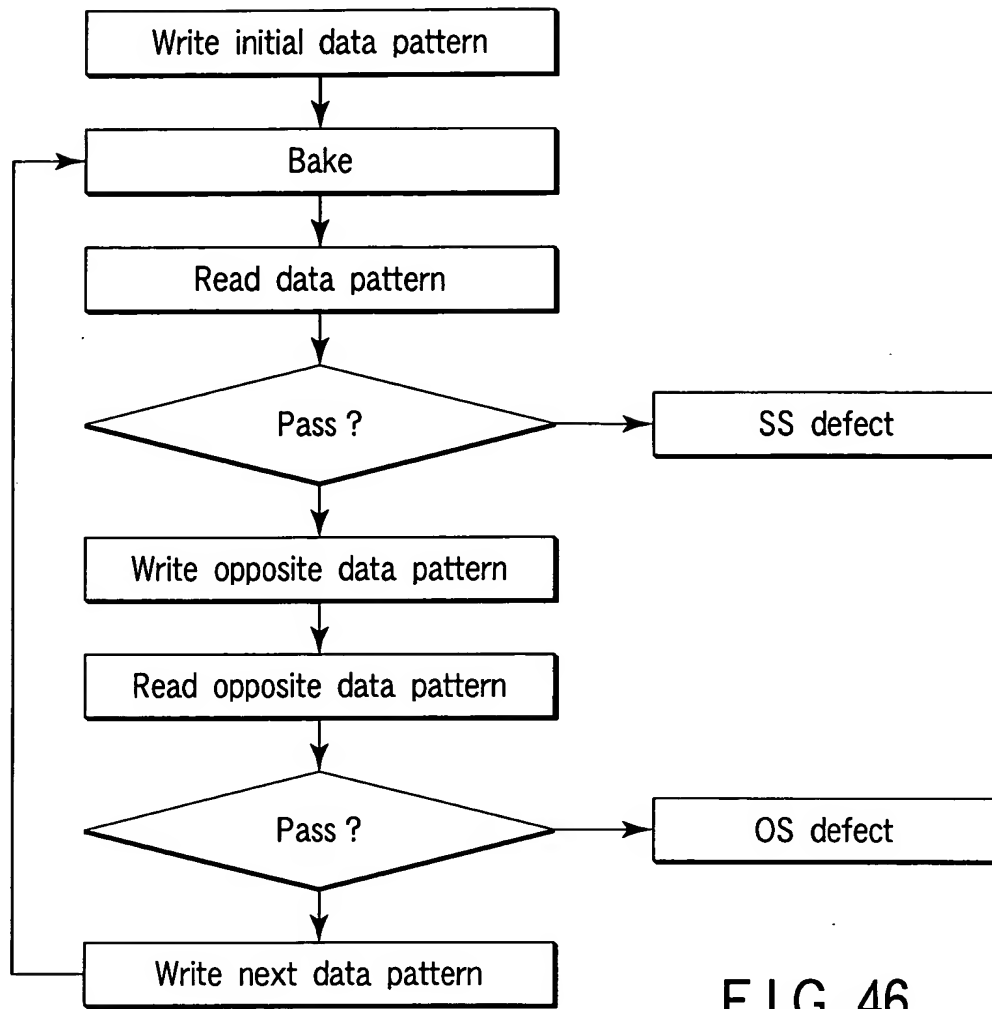 Write initial data pattern
Bake
Read data pattern
Pass ?
SS defect
Write opposite data pattern
Read opposite data pattern
Pass ?
OS defect
Write next data pattern
FIG. 46